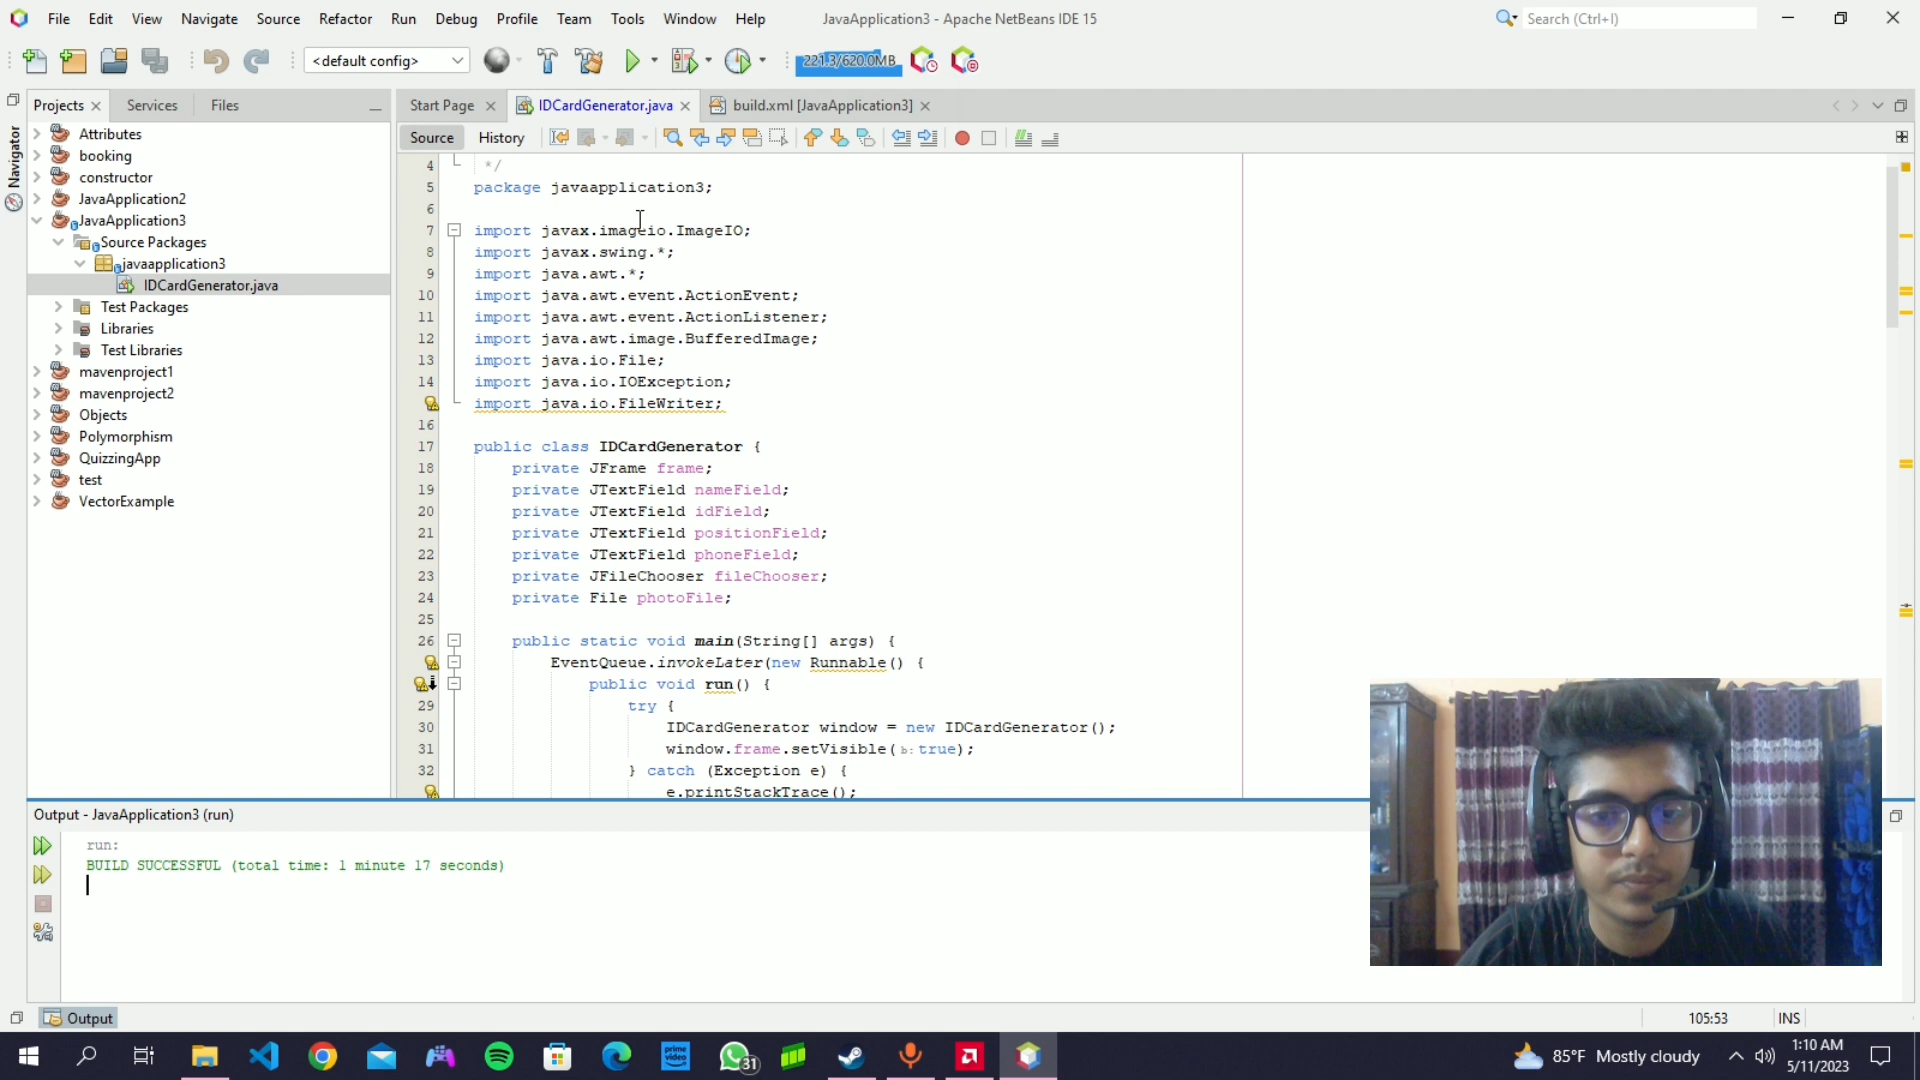 File Edit View Navigate Source Refactor Run Debug Profile Team Tools Window Help
JavaApplication3 - Apache NetBeans IDE 15
Search (Ctrl+I)
<default config>
221.3/620.0MB
Projects Services Files
Start Page IDCardGenerator.java build.xml [JavaApplication3]
Navigator
Source History
Attributes
booking
constructor
JavaApplication2
JavaApplication3
Source Packages
javaapplication3
IDCardGenerator.java
Test Packages
Libraries
Test Libraries
mavenproject1
mavenproject2
Objects
Polymorphism
QuizzingApp
test
VectorExample
4 */
5 package javaapplication3;
6
7 import javax.imageio.ImageIO;
8 import javax.swing.*;
9 import java.awt.*;
10 import java.awt.event.ActionEvent;
11 import java.awt.event.ActionListener;
12 import java.awt.image.BufferedImage;
13 import java.io.File;
14 import java.io.IOException;
import java.io.FileWriter;
16
17 public class IDCardGenerator {
18 private JFrame frame;
19 private JTextField nameField;
20 private JTextField idField;
21 private JTextField positionField;
22 private JTextField phoneField;
23 private JFileChooser fileChooser;
24 private File photoFile;
25
26 public static void main(String[] args) {
EventQueue.invokeLater(new Runnable() {
public void run() {
29 try {
30 IDCardGenerator window = new IDCardGenerator();
31 window.frame.setVisible(b: true);
32 } catch (Exception e) {
e.printStackTrace();
Output - JavaApplication3 (run)
run:
BUILD SUCCESSFUL (total time: 1 minute 17 seconds)
Output
105:53 INS
31
prime video
85°F Mostly cloudy
1:10 AM
5/11/2023